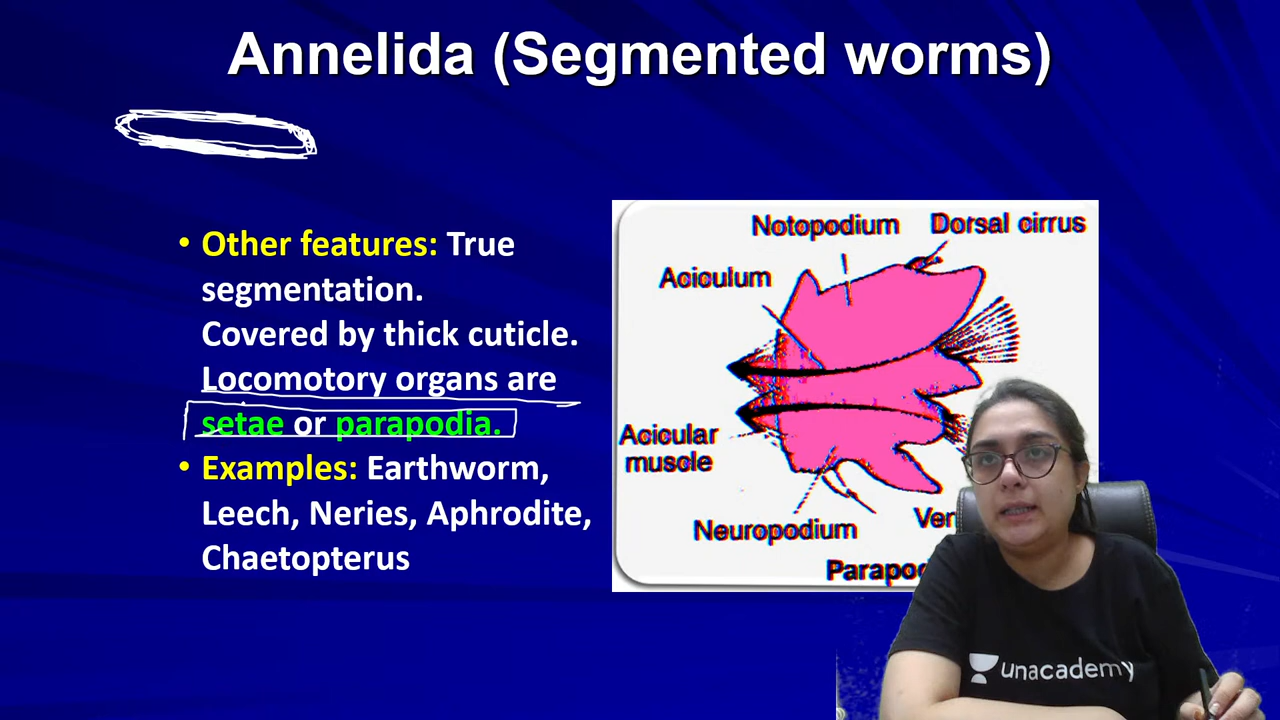 Annelida (Segmented worms)
• Other features: True
segmentation.
Covered by thick cuticle.
Locomotory organs are
setae or parapodia.
• Examples: Earthworm,
Leech, Neries, Aphrodite,
Chaetopterus
Notopodium
Dorsal cirrus
Aciculum
Acicular
muscle
Neuropodium
unacademy